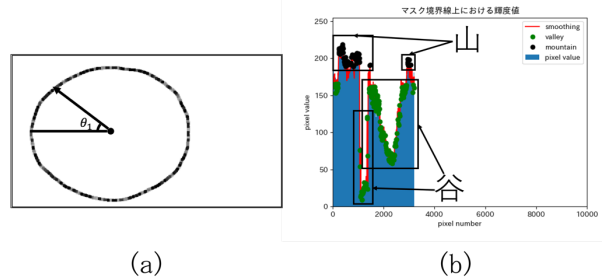 θ1
マスク境界線上における輝度値
smoothing
valley
mountain
pixel value
山
谷
pixel value
250
200
150
100
50
0
0
2000
4000
6000
8000
10000
pixel number
(a)
(b)